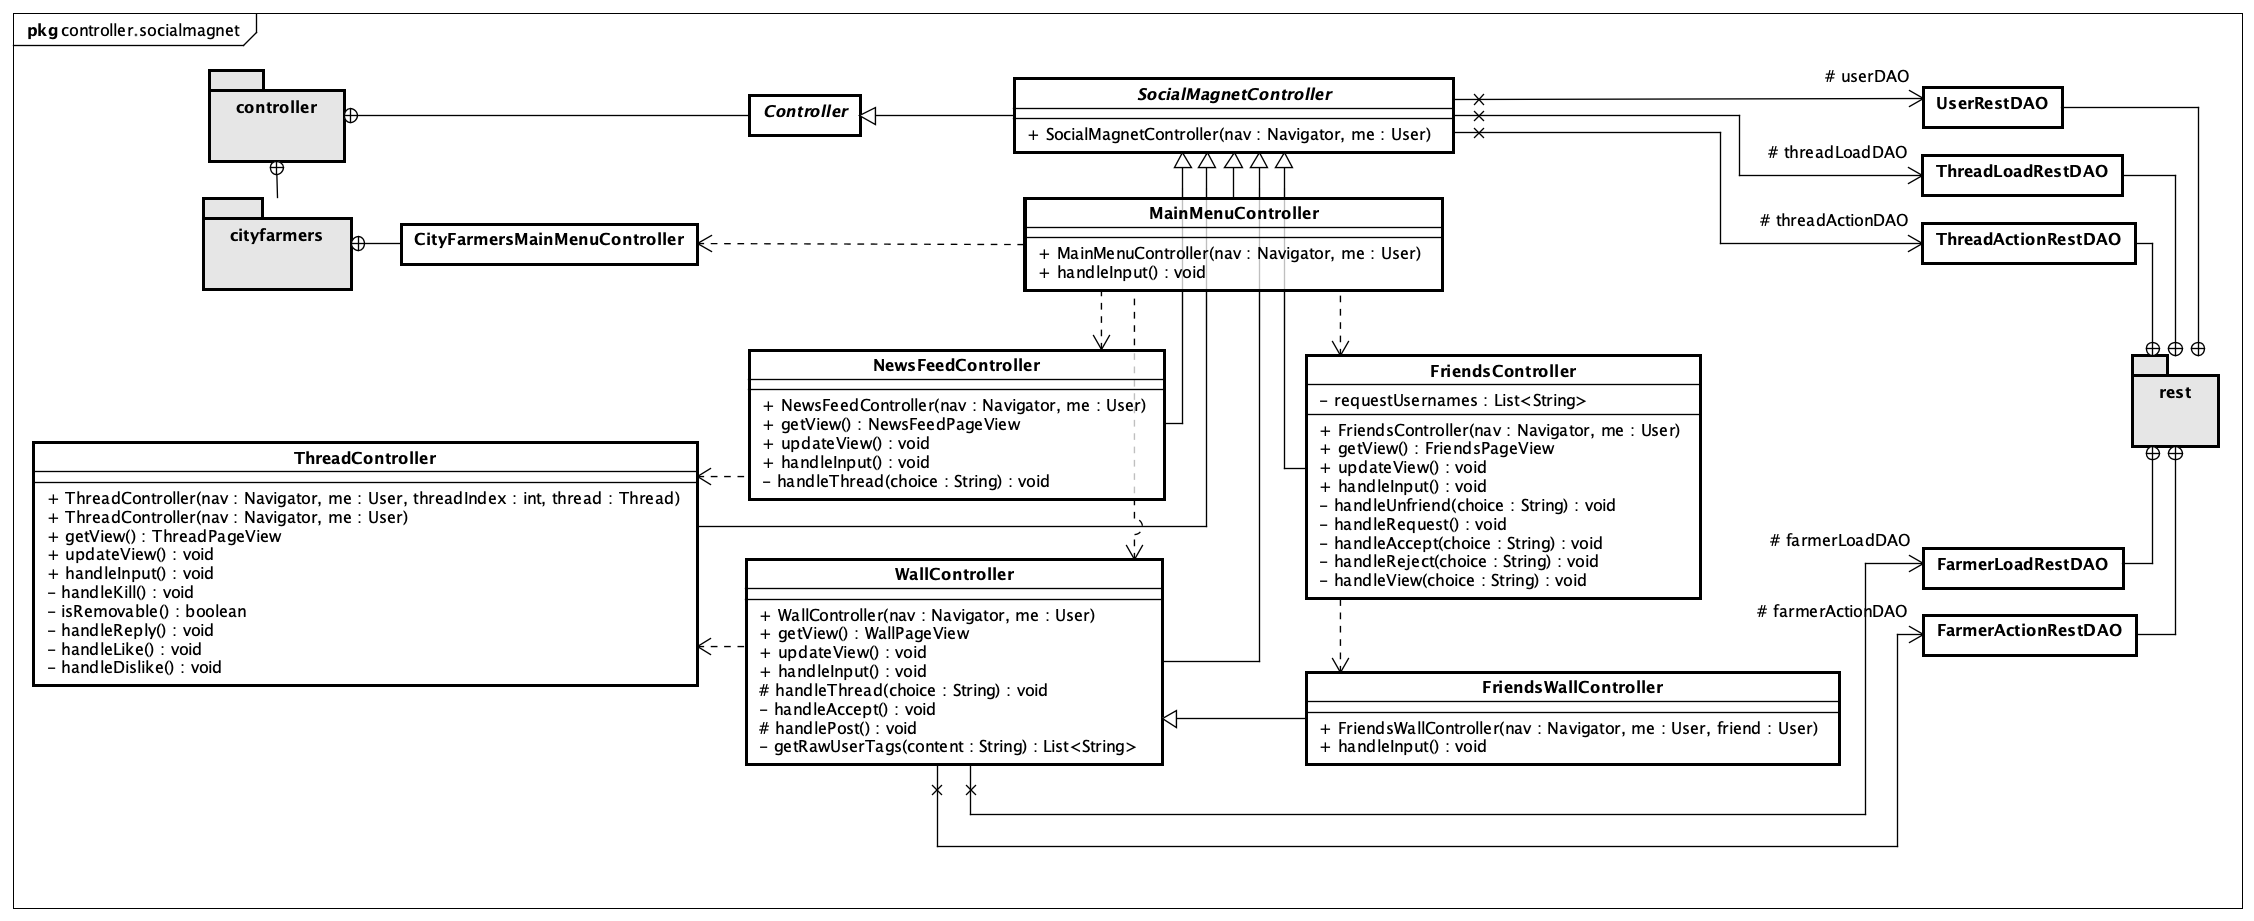 pkg controller.socialmagnet
controller
Controller
SocialMagnetController
+ SocialMagnetController(nav : Navigator, me : User)
# userDAO
UserRestDAO
# threadLoadDAO
ThreadLoadRestDAO
# threadActionDAO
ThreadActionRestDAO
cityfarmers
CityFarmersMainMenuController
MainMenuController
+ MainMenuController(nav : Navigator, me : User)
+ handleInput() : void
NewsFeedController
+ NewsFeedController(nav : Navigator, me : User)
+ getView() : NewsFeedPageView
+ updateView() : void
+ handleInput() : void
– handleThread(choice : String) : void
FriendsController
– requestUsernames : List<String>
+ FriendsController(nav : Navigator, me : User)
+ getView() : FriendsPageView
+ updateView() : void
+ handleInput() : void
– handleUnfriend(choice : String) : void
– handleRequest() : void
– handleAccept(choice : String) : void
– handleReject(choice : String) : void
– handleView(choice : String) : void
rest
ThreadController
+ ThreadController(nav : Navigator, me : User, threadIndex : int, thread : Thread)
+ ThreadController(nav : Navigator, me : User)
+ getView() : ThreadPageView
+ updateView() : void
+ handleInput() : void
– handleKill() : void
– isRemovable() : boolean
– handleReply() : void
– handleLike() : void
– handleDislike() : void
WallController
+ WallController(nav : Navigator, me : User)
+ getView() : WallPageView
+ updateView() : void
+ handleInput() : void
# handleThread(choice : String) : void
– handleAccept() : void
# handlePost() : void
– getRawUserTags(content : String) : List<String>
# farmerLoadDAO
FarmerLoadRestDAO
# farmerActionDAO
FarmerActionRestDAO
FriendsWallController
+ FriendsWallController(nav : Navigator, me : User, friend : User)
+ handleInput() : void